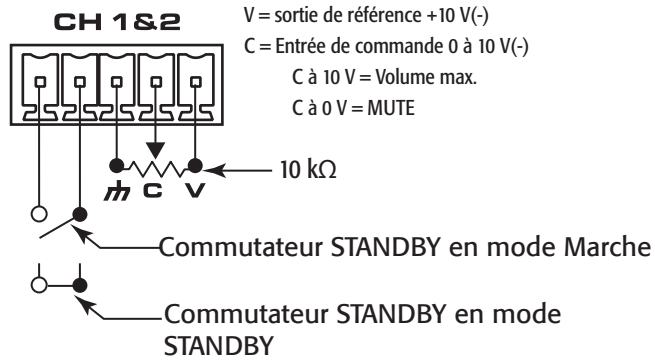 CH 1&2
V = sortie de référence +10 V(-)
C = Entrée de commande 0 à 10 V(-)
C à 10 V = Volume max.
C à 0 V = MUTE
10 kΩ
C V
Commutateur STANDBY en mode Marche
Commutateur STANDBY en mode
STANDBY